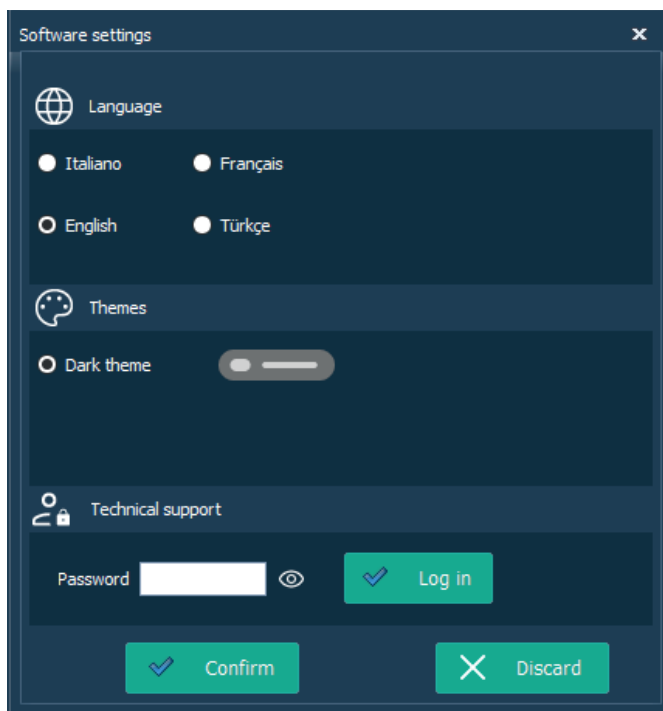 Software settings
Language
Italiano Français
English Türkçe
Themes
Dark theme
Technical support
Password Log in
Confirm Discard